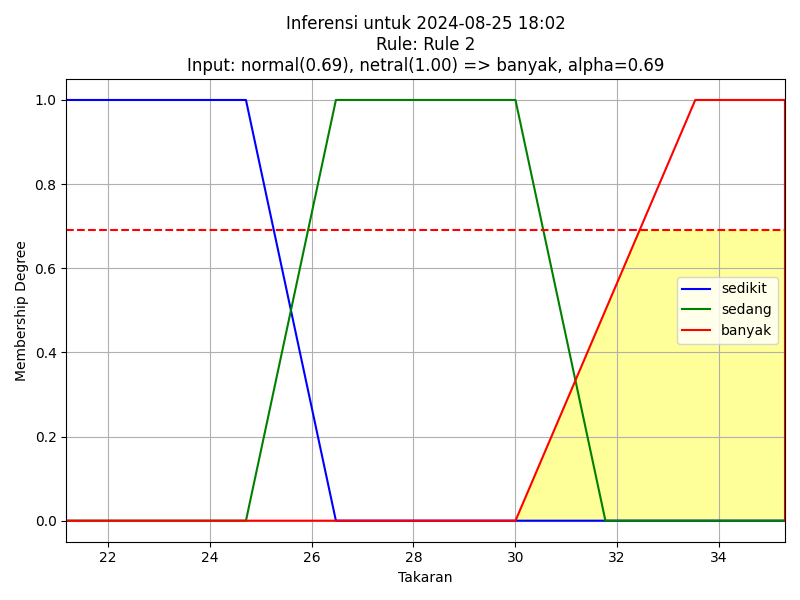 Inferensi untuk 2024-08-25 18:02
Rule: Rule 2
Input: normal(0.69), netral(1.00) => banyak, alpha=0.69
1.0
0.8
0.6
0.4
0.2
0.0
Membership Degree
sedikit
sedang
banyak
22 24 26 28 30 32 34
Takaran